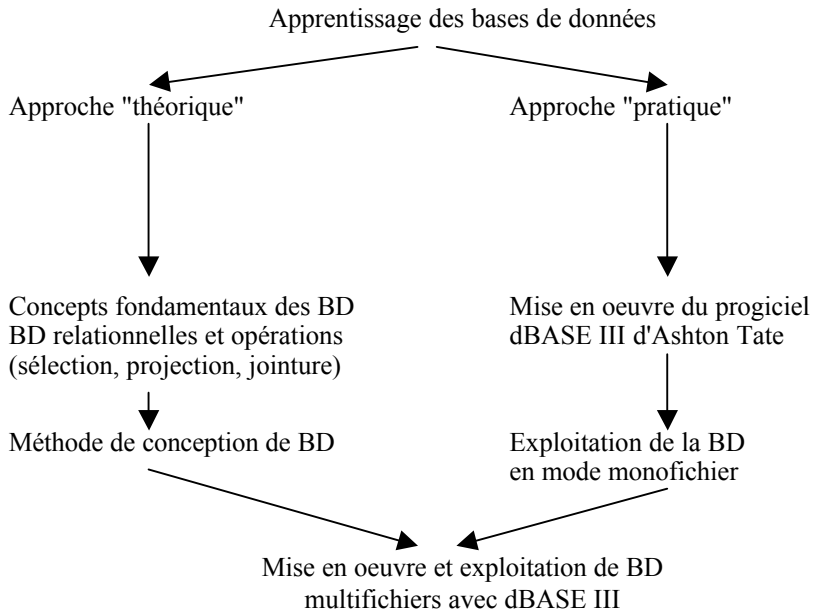 Apprentissage des bases de données
Approche "théorique"
Approche "pratique"
Concepts fondamentaux des BD
BD relationnelles et opérations
(sélection, projection, jointure)
Mise en oeuvre du progiciel
dBASE III d'Ashton Tate
Méthode de conception de BD
Exploitation de la BD
en mode monofichier
Mise en oeuvre et exploitation de BD
multifichiers avec dBASE III